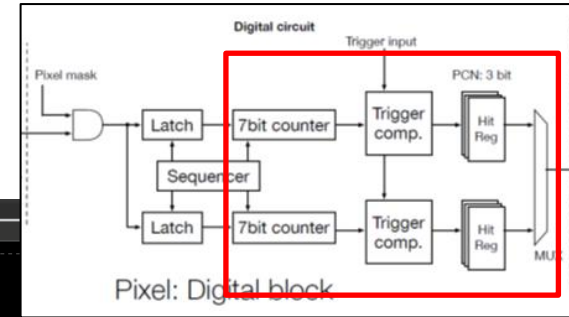 Digital circuit
Trigger input
Pixel mask
PCN: 3 bit
Latch
7bit counter
Trigger
comp.
Hit
Reg
Sequencer
Latch
7bit counter
Trigger
comp.
Hit
Reg
MUX
Pixel: Digital block